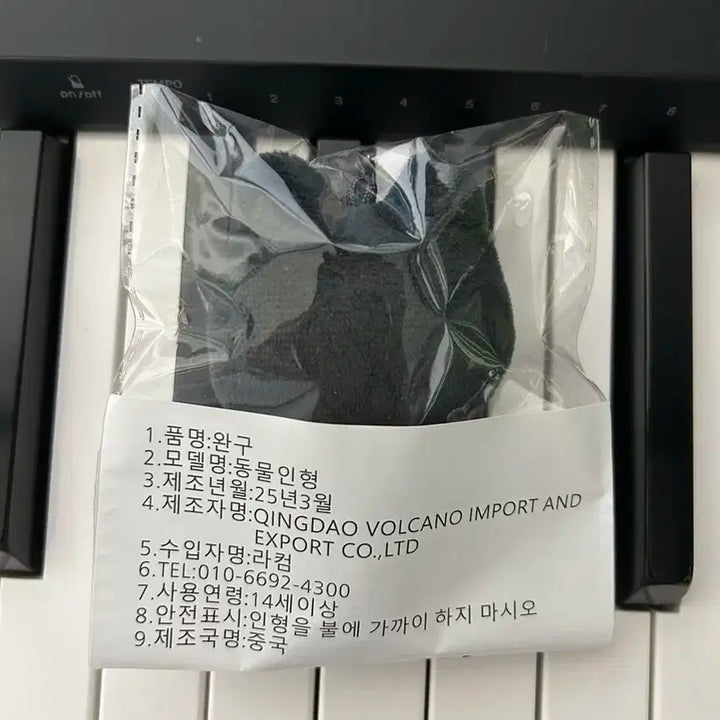 on/off
TEMPO
1 2 3 4 5 6 7 8
1.품명:완구
2.모델명:동물인형
3.제조년월:25년3월
4.제조자명:QINGDAO VOLCANO IMPORT AND
EXPORT CO.,LTD
5.수입자명:라컴
6.TEL:010-6692-4300
7.사용연령:14세이상
8.안전표시:인형을 불에 가까이 하지 마시오
9.제조국명:중국